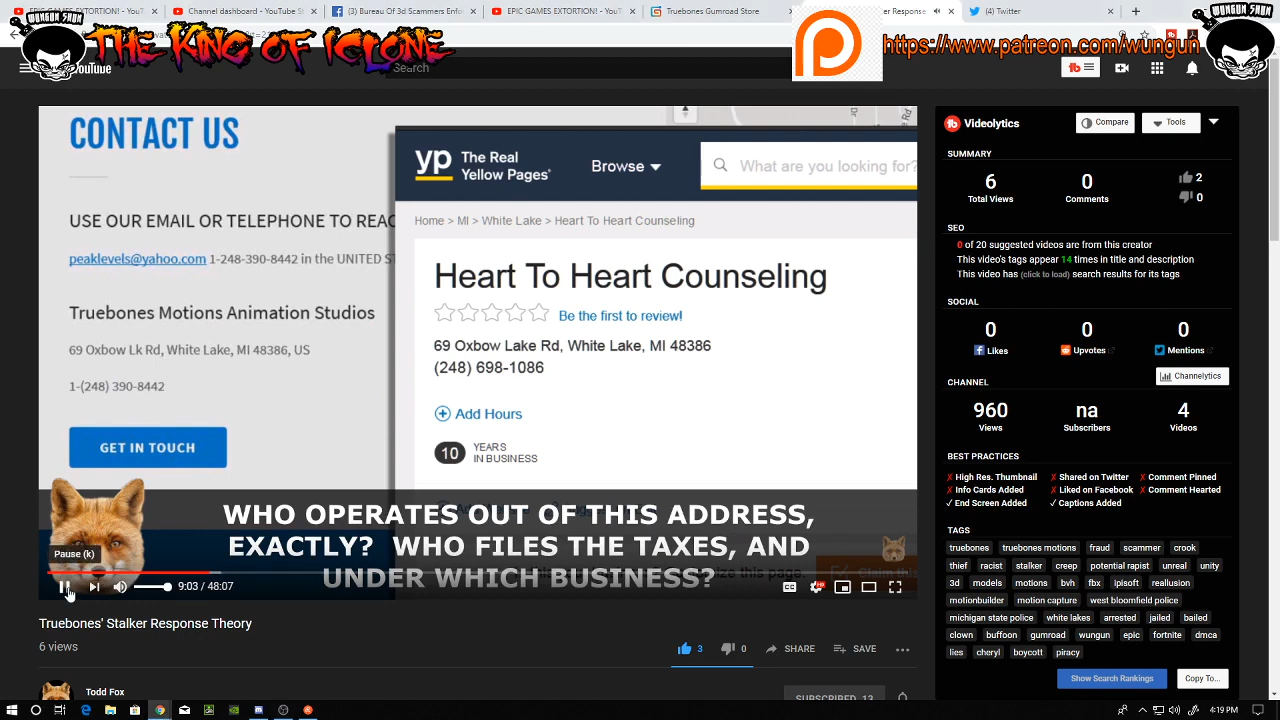 EPIC GAMES EXTORTION! - YouT
Channel dashboard - YouTube S
(2) Bureau Of 3d Scammers Enfo
EPIC GAMES EXTORTION! - YouT
Truebones Gumroad Store
Response
(4) Twitter
WUNGUN SHUN
THE KING OF ICLONE
https://www.patreon.com/wungun
WUNGUN SHUN
YouTube
Search
CONTACT US
USE OUR EMAIL OR TELEPHONE TO REAC
peaklevels@yahoo.com 1-248-390-8442 in the UNITED ST
Truebones Motions Animation Studios
69 Oxbow Lk Rd, White Lake, MI 48386, US
1-(248) 390-8442
GET IN TOUCH
yp The Real Yellow Pages
Browse
What are you looking for?
Home > MI > White Lake > Heart To Heart Counseling
Heart To Heart Counseling
Be the first to review!
69 Oxbow Lake Rd, White Lake, MI 48386
(248) 698-1086
Add Hours
10 YEARS IN BUSINESS
WHO OPERATES OUT OF THIS ADDRESS,
EXACTLY? WHO FILES THE TAXES, AND
UNDER WHICH BUSINESS?
Pause (k)
9:03 / 48:07
CC
HD
Truebones' Stalker Response Theory
6 views
3
0
SHARE
SAVE
Todd Fox
SUBSCRIBED 13
Videolytics
Compare
Tools
SUMMARY
6
0
2
0
Total Views
Comments
SEO
0 of 20 suggested videos are from this creator
This video's tags appear 14 times in title and description
This video has (click to load) search results for its tags
SOCIAL
0
0
0
Likes
Upvotes
Mentions
Channelytics
CHANNEL
960
na
4
Views
Subscribers
Videos
BEST PRACTICES
High Res. Thumbnail
Shared on Twitter
Comment Pinned
Info Cards Added
Liked on Facebook
Comment Hearted
End Screen Added
Captions Added
TAGS
truebones
truebones motions
fraud
scammer
crook
thief
racist
stalker
creep
potential rapist
unreal
unity
3d
models
motions
bvh
fbx
ipisoft
reallusion
motionbuilder
motion capture
west bloomfield police
michigan state police
white lakes
arrested
jailed
bailed
clown
buffoon
gumroad
wungun
epic
fortnite
dmca
lies
cheryl
boycott
piracy
Show Search Rankings
Copy To...
4:19 PM